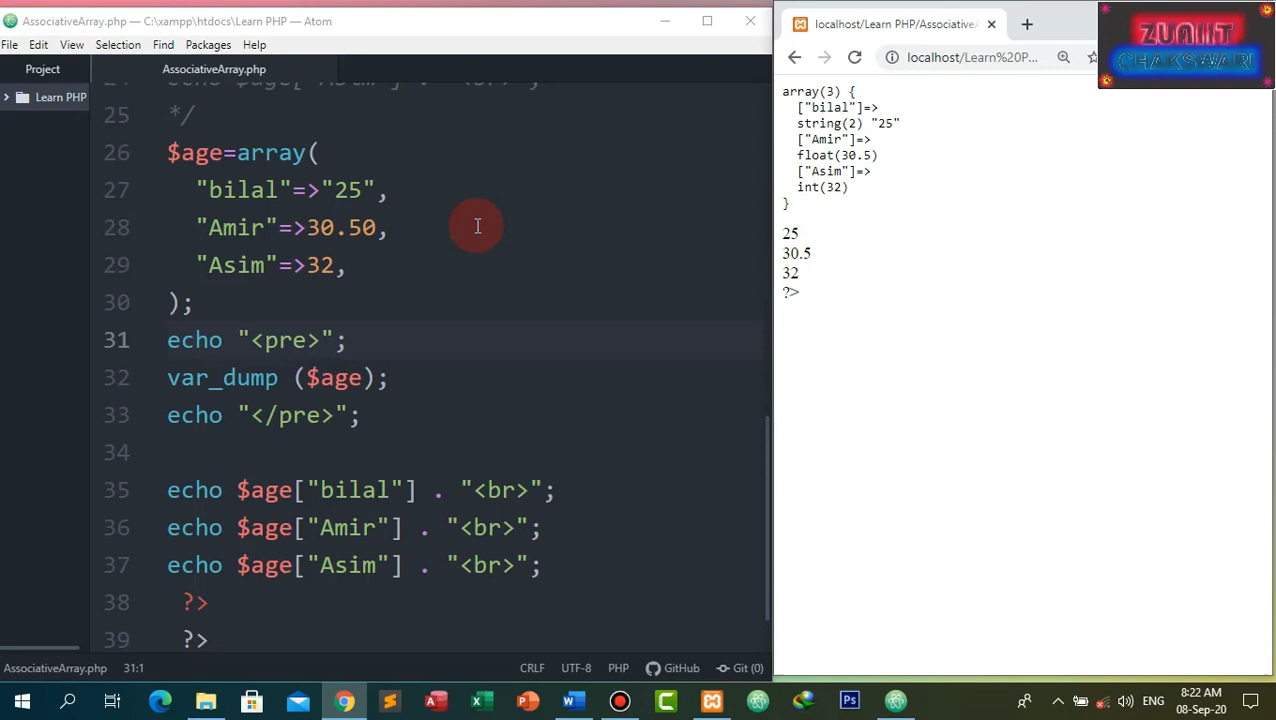 AssociativeArray.php — C:\xampp\htdocs\Learn PHP — Atom
File Edit View Selection Find Packages Help
Project
AssociativeArray.php
Learn PHP
25 */
26 $age=array(
27 "bilal"=>"25",
28 "Amir"=>30.50,
29 "Asim"=>32,
30 );
31 echo "<pre>";
32 var_dump ($age);
33 echo "</pre>";
34
35 echo $age["bilal"] . "<br>";
36 echo $age["Amir"] . "<br>";
37 echo $age["Asim"] . "<br>";
38 ?>
39 ?>
AssociativeArray.php 31:1 CRLF UTF-8 PHP GitHub Git (0)
localhost/Learn PHP/Associative
localhost/Learn%20P...
ZUAIIT
CHAKSWARI
array(3) {
["bilal"]=>
string(2) "25"
["Amir"]=>
float(30.5)
["Asim"]=>
int(32)
}
25
30.5
32
?>
ENG
8:22 AM
08-Sep-20